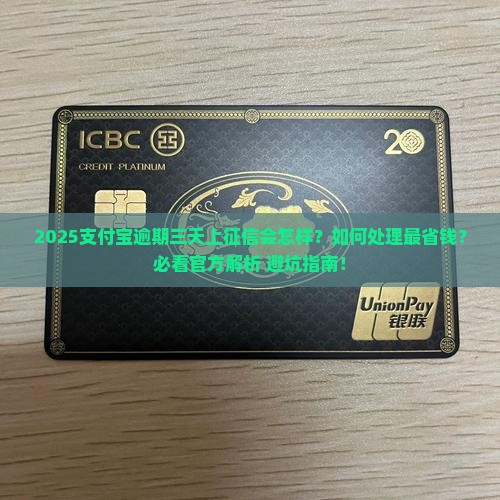 ICBC
20
CREDIT PLATINUM
2025支付宝逾期三天上征信会怎样？如何处理最省钱？
必看官方解析 避坑指南！
UnionPay
银联